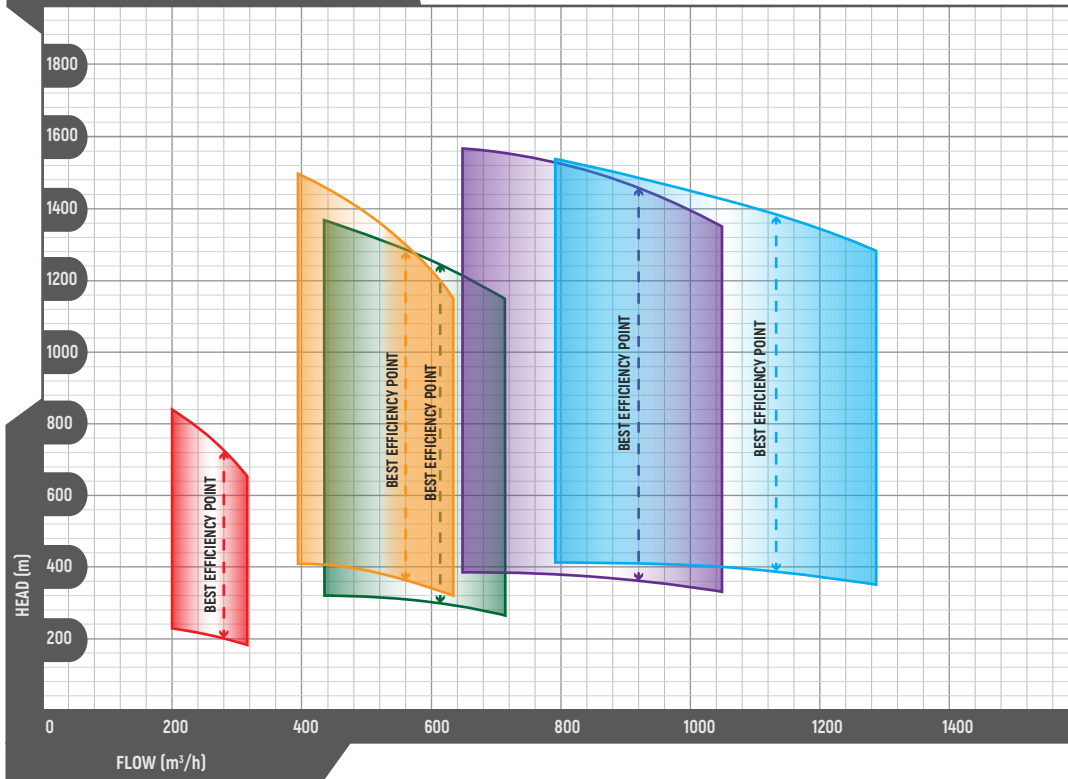 1800
1600
1400
1200
1000
800
600
400
200
HEAD (m)
BEST EFFICIENCY POINT
BEST EFFICIENCY POINT
BEST EFFICIENCY POINT
BEST EFFICIENCY POINT
BEST EFFICIENCY POINT
0 200 400 600 800 1000 1200 1400
FLOW (m³/h)